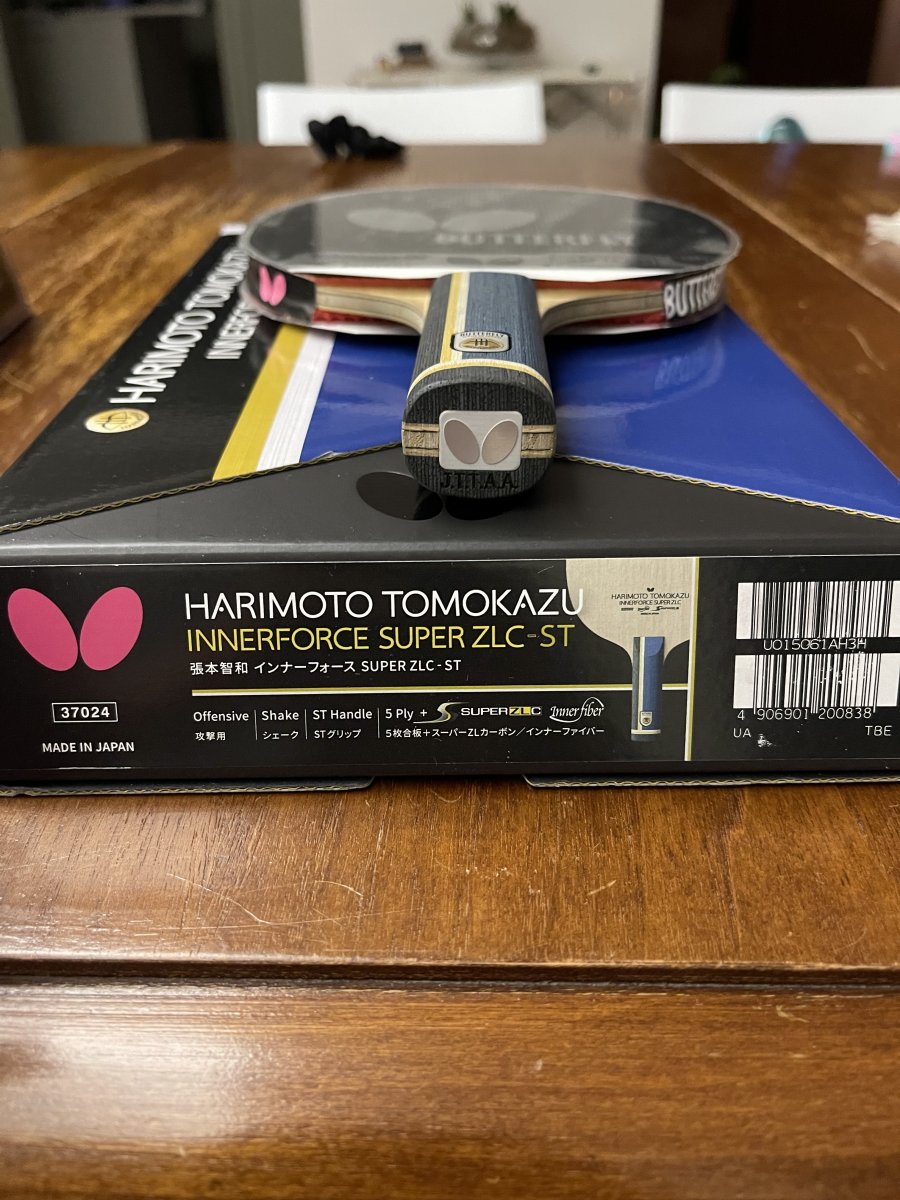 BUTTERFLY
BUTTERF
HARIMOTO TOMOKAZU
INNERF
J.T.T.A.A.
HARIMOTO TOMOKAZU
INNERFORCE SUPER ZLC-ST
張本智和 インナーフォース SUPER ZLC-ST
37024
MADE IN JAPAN
Offensive
攻撃用
Shake
シェーク
ST Handle
STグリップ
5 Ply + SUPER ZLC Inner fiber
5枚合板+スーパーZLカーボン/インナーファイバー
HARIMOTO TOMOKAZU
INNERFORCE SUPER ZLC
U015061AH3H
4 906901 200838
UA
T8E